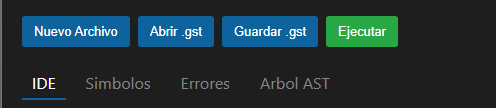 Nuevo Archivo Abrir .gst Guardar .gst Ejecutar
IDE Simbolos Errores Arbol AST